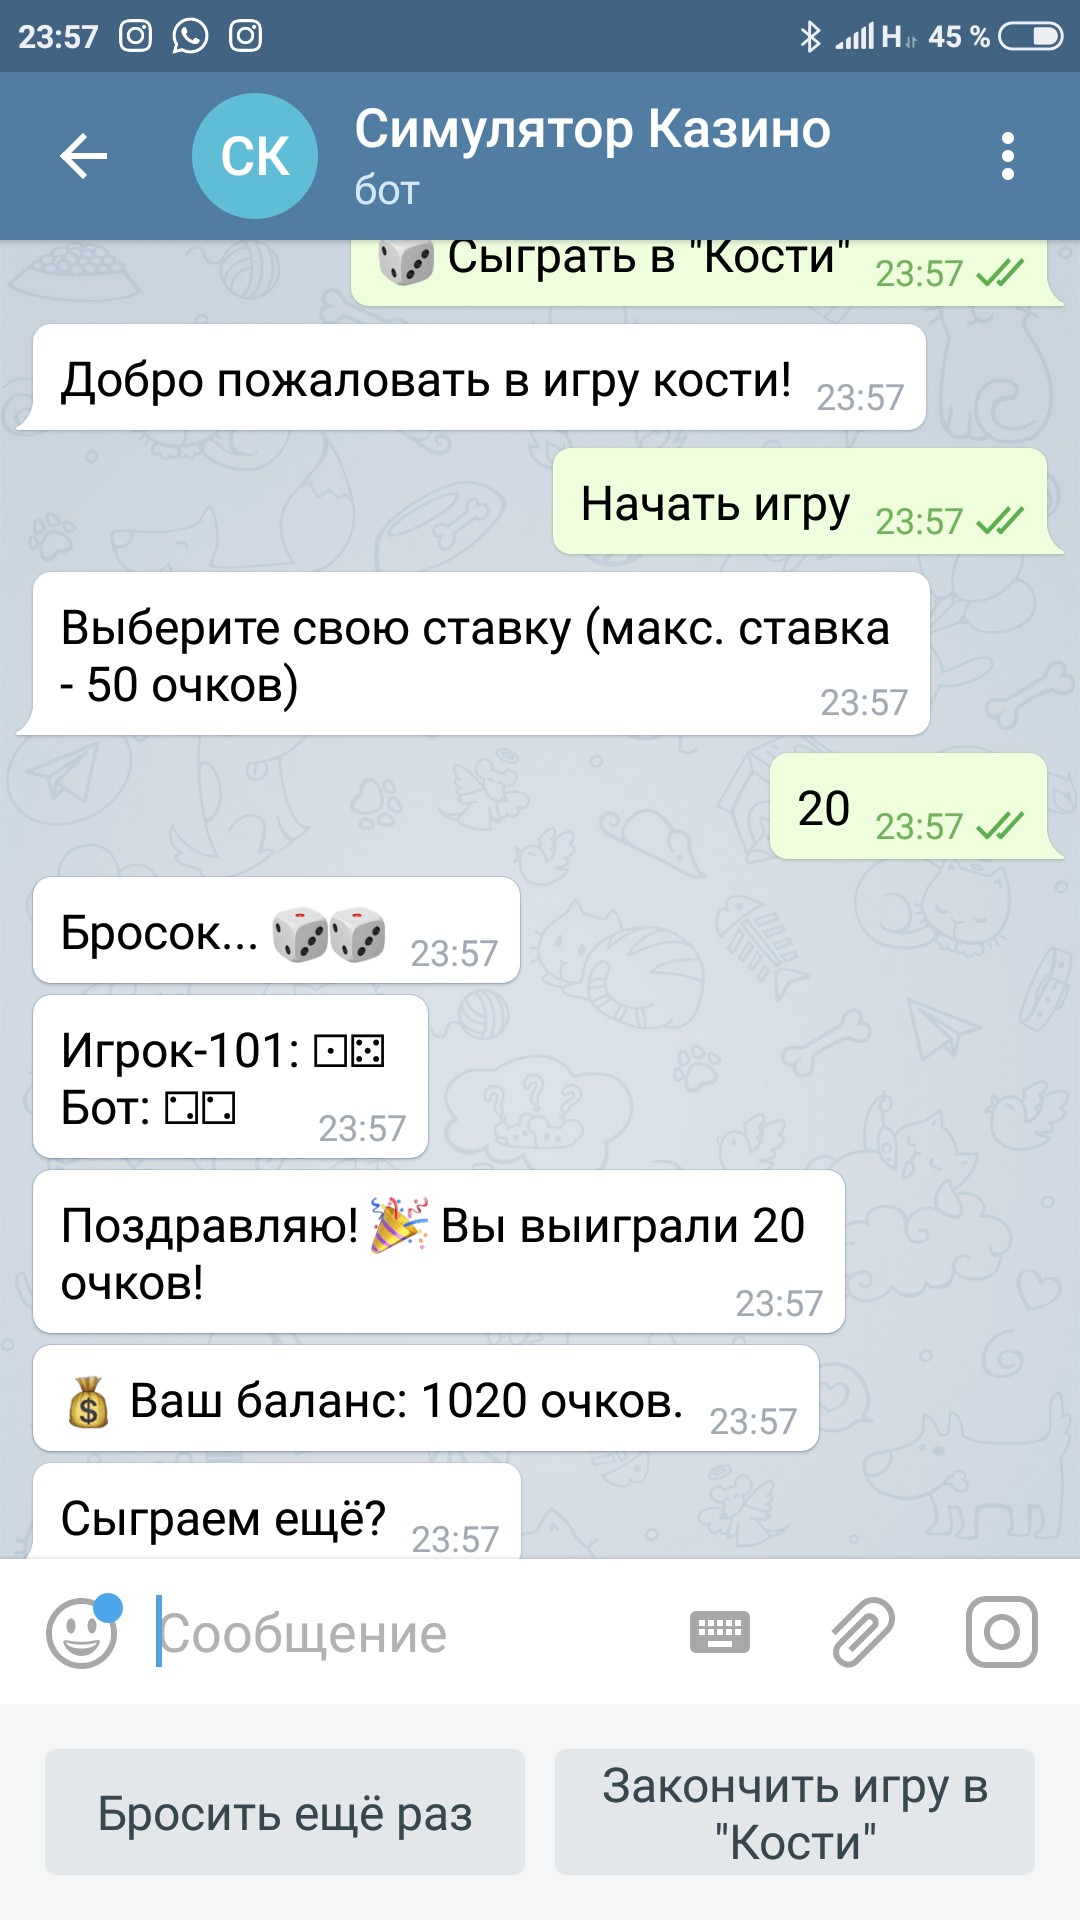 23:57 H 45 %
СК Симулятор Казино
бот
🎲 Сыграть в "Кости" 23:57
Добро пожаловать в игру кости! 23:57
Начать игру 23:57
Выберите свою ставку (макс. ставка
- 50 очков) 23:57
20 23:57
Бросок... 🎲🎲 23:57
Игрок-101: ⚀⚄
Бот: ⚁⚁ 23:57
Поздравляю! 🎉 Вы выиграли 20
очков! 23:57
💰 Ваш баланс: 1020 очков. 23:57
Сыграем ещё? 23:57
Сообщение
Бросить ещё раз
Закончить игру в
"Кости"